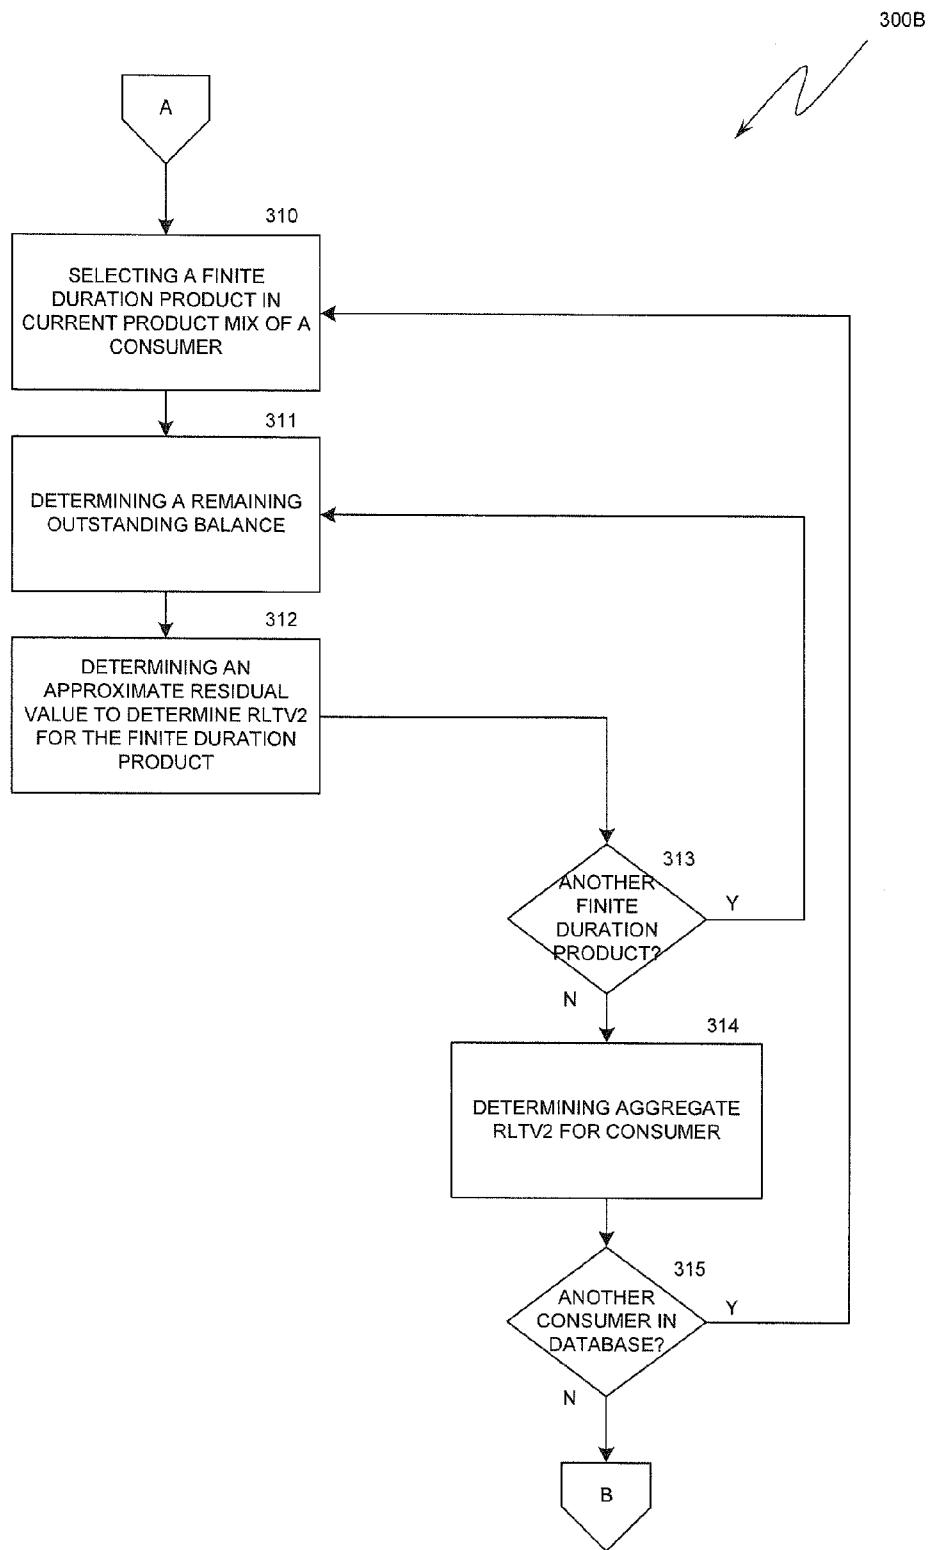 300B
A
310
SELECTING A FINITE
DURATION PRODUCT IN
CURRENT PRODUCT MIX OF A
CONSUMER
311
DETERMINING A REMAINING
OUTSTANDING BALANCE
312
DETERMINING AN
APPROXIMATE RESIDUAL
VALUE TO DETERMINE RLTV2
FOR THE FINITE DURATION
PRODUCT
313
ANOTHER
FINITE
DURATION
PRODUCT?
Y
N
314
DETERMINING AGGREGATE
RLTV2 FOR CONSUMER
315
ANOTHER
CONSUMER IN
DATABASE?
Y
N
B